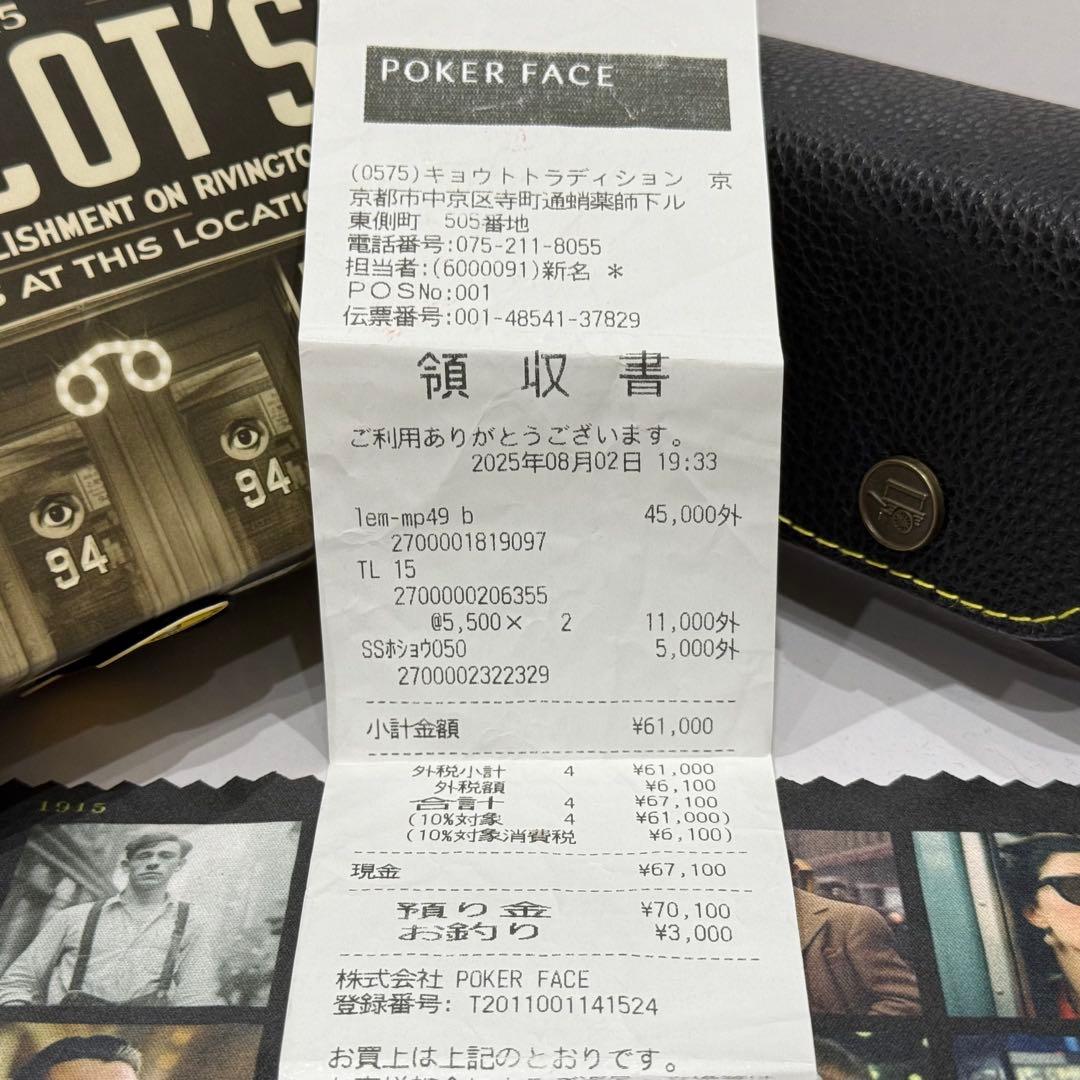 5
LOT'S
LISHMENT ON RIVINGTO
AT THIS LOCATIO
94
94
1915
POKER FACE
(0575)キョウトトラディション 京
京都市中京区寺町通蛸薬師下ル
東側町 505番地
電話番号:075-211-8055
担当者:(6000091)新名 *
POSNo:001
伝票番号:001-48541-37829
領収書
ご利用ありがとうございます。
2025年08月02日 19:33
lem-mp49 b 45,000外
2700001819097
TL 15
2700000206355
@5,500× 2 11,000外
SSホショウ050 5,000外
2700002322329
小計金額 ¥61,000
外税小計 4 ¥61,000
外税額 ¥6,100
合計 4 ¥67,100
(10%対象 4 ¥61,000)
(10%対象消費税 ¥6,100)
現金 ¥67,100
預り金 ¥70,100
お釣り ¥3,000
株式会社 POKER FACE
登録番号: T2011001141524
お買上は上記のとおりです。